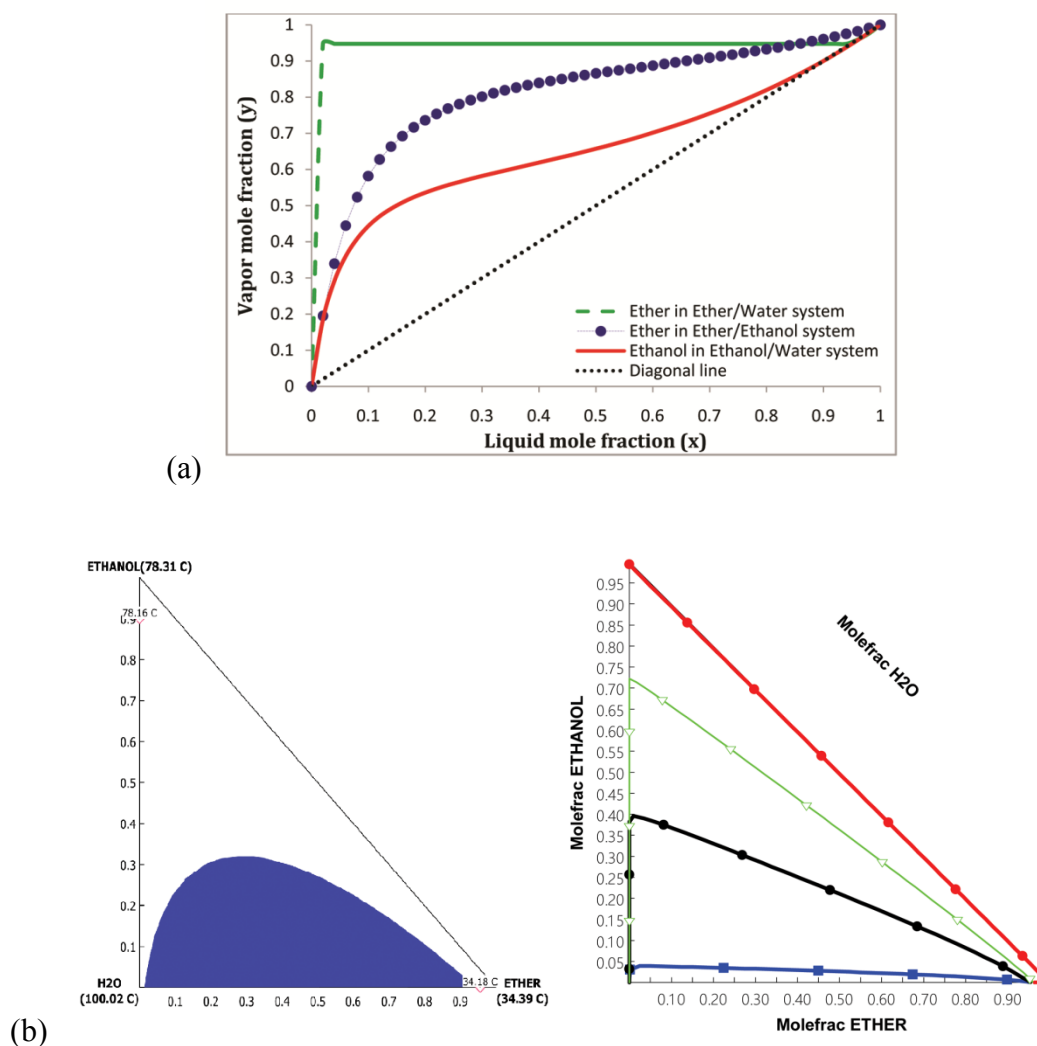 1
0.9
0.8
0.7
0.6
0.5
0.4
0.3
0.2
0.1
0
Vapor mole fraction (y)
Ether in Ether/Water system
Ether in Ether/Ethanol system
Ethanol in Ethanol/Water system
Diagonal line
0 0.1 0.2 0.3 0.4 0.5 0.6 0.7 0.8 0.9 1
Liquid mole fraction (x)
(a)
ETHANOL(78.31 C)
78.16 C
0.9
0.8
0.7
0.6
0.5
0.4
0.3
0.2
0.1
H2O
(100.02 C)
0.1 0.2 0.3 0.4 0.5 0.6 0.7 0.8 0.9
34.18 C
ETHER
(34.39 C)
Molefrac H2O
Molefrac ETHANOL
0.95
0.90
0.85
0.80
0.75
0.70
0.65
0.60
0.55
0.50
0.45
0.40
0.35
0.30
0.25
0.20
0.15
0.10
0.05
0.10 0.20 0.30 0.40 0.50 0.60 0.70 0.80 0.90
Molefrac ETHER
(b)